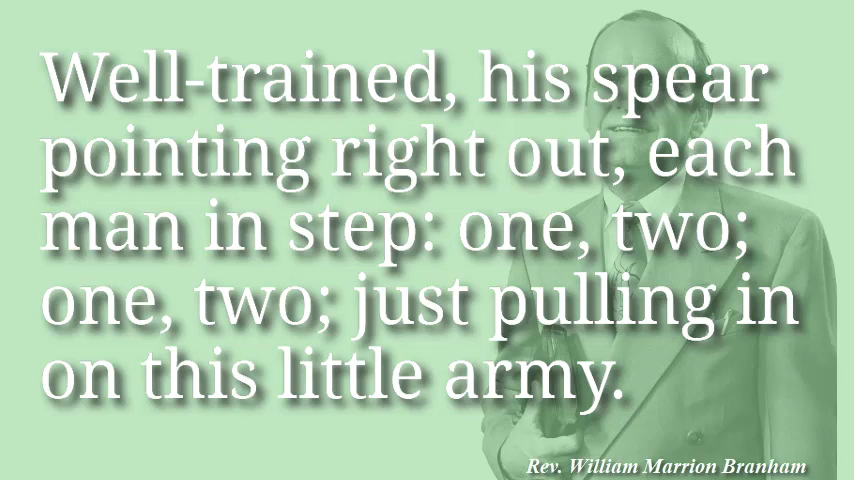 Well-trained, his spear
pointing right out, each
man in step: one, two;
one, two; just pulling in
on this little army.
Rev. William Marrion Branham